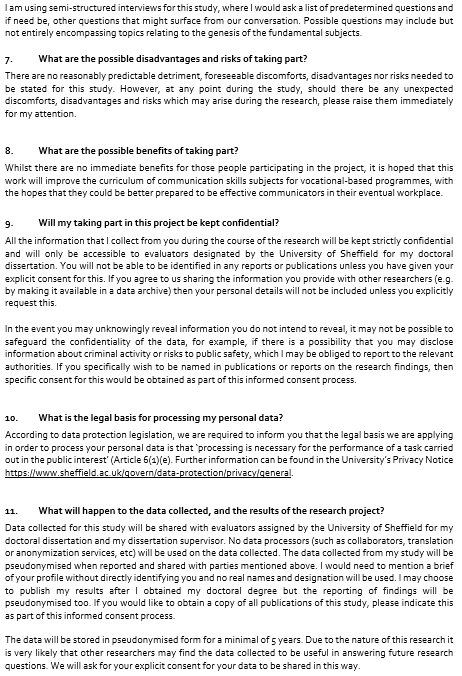 I am using semi-structured interviews for this study, where I would ask a list of predetermined questions and
if need be, other questions that might surface from our conversation. Possible questions may include but
not entirely encompassing topics relating to the genesis of the fundamental subjects.
7. What are the possible disadvantages and risks of taking part?
There are no reasonably predictable detriment, foreseeable discomforts, disadvantages nor risks needed to
be stated for this study. However, at any point during the study, should there be any unexpected
discomforts, disadvantages and risks which may arise during the research, please raise them immediately
for my attention.
8. What are the possible benefits of taking part?
Whilst there are no immediate benefits for those people participating in the project, it is hoped that this
work will improve the curriculum of communication skills subjects for vocational-based programmes, with
the hopes that they could be better prepared to be effective communicators in their eventual workplace.
9. Will my taking part in this project be kept confidential?
All the information that I collect from you during the course of the research will be kept strictly confidential
and will only be accessible to evaluators designated by the University of Sheffield for my doctoral
dissertation. You will not be able to be identified in any reports or publications unless you have given your
explicit consent for this. If you agree to us sharing the information you provide with other researchers (e.g.
by making it available in a data archive) then your personal details will not be included unless you explicitly
request this.
In the event you may unknowingly reveal information you do not intend to reveal, it may not be possible to
safeguard the confidentiality of the data, for example, if there is a possibility that you may disclose
information about criminal activity or risks to public safety, which I may be obliged to report to the relevant
authorities. If you specifically wish to be named in publications or reports on the research findings, then
specific consent for this would be obtained as part of this informed consent process.
10. What is the legal basis for processing my personal data?
According to data protection legislation, we are required to inform you that the legal basis we are applying
in order to process your personal data is that 'processing is necessary for the performance of a task carried
out in the public interest' (Article 6(1)(e). Further information can be found in the University's Privacy Notice
https://www.sheffield.ac.uk/govern/data-protection/privacy/general.
11. What will happen to the data collected, and the results of the research project?
Data collected for this study will be shared with evaluators assigned by the University of Sheffield for my
doctoral dissertation and my dissertation supervisor. No data processors (such as collaborators, translation
or anonymization services, etc) will be used on the data collected. The data collected from my study will be
pseudonymised when reported and shared with parties mentioned above. I would need to mention a brief
of your profile without directly identifying you and no real names and designation will be used. I may choose
to publish my results after I obtained my doctoral degree but the reporting of findings will be
pseudonymised too. If you would like to obtain a copy of all publications of this study, please indicate this
as part of this informed consent process.
The data will be stored in pseudonymised form for a minimal of 5 years. Due to the nature of this research it
is very likely that other researchers may find the data collected to be useful in answering future research
questions. We will ask for your explicit consent for your data to be shared in this way.